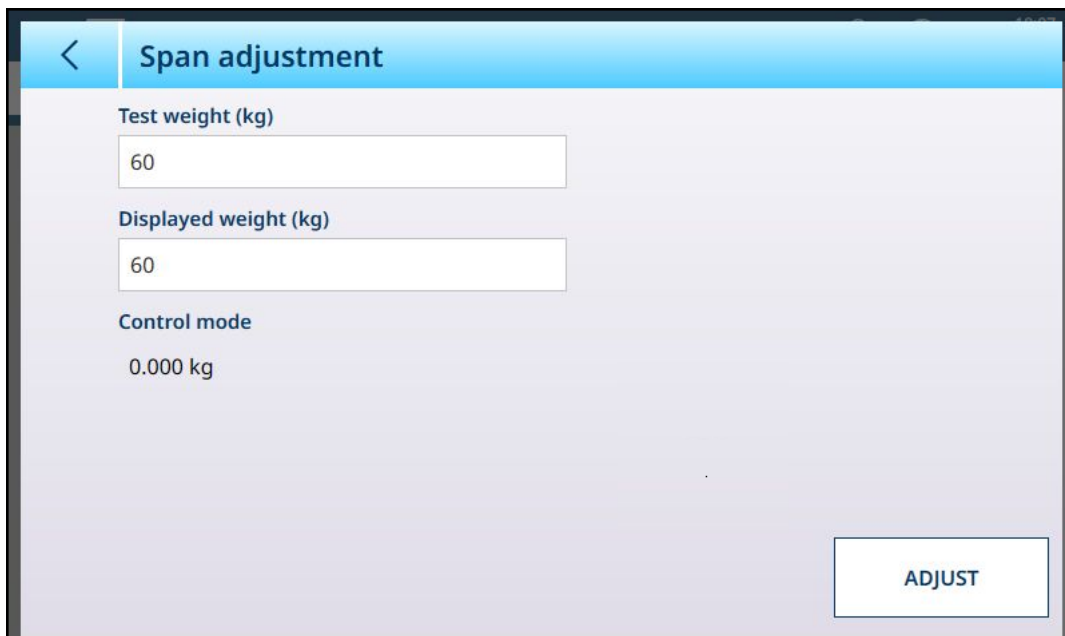 Span adjustment
Test weight (kg)
60
Displayed weight (kg)
60
Control mode
0.000 kg
ADJUST